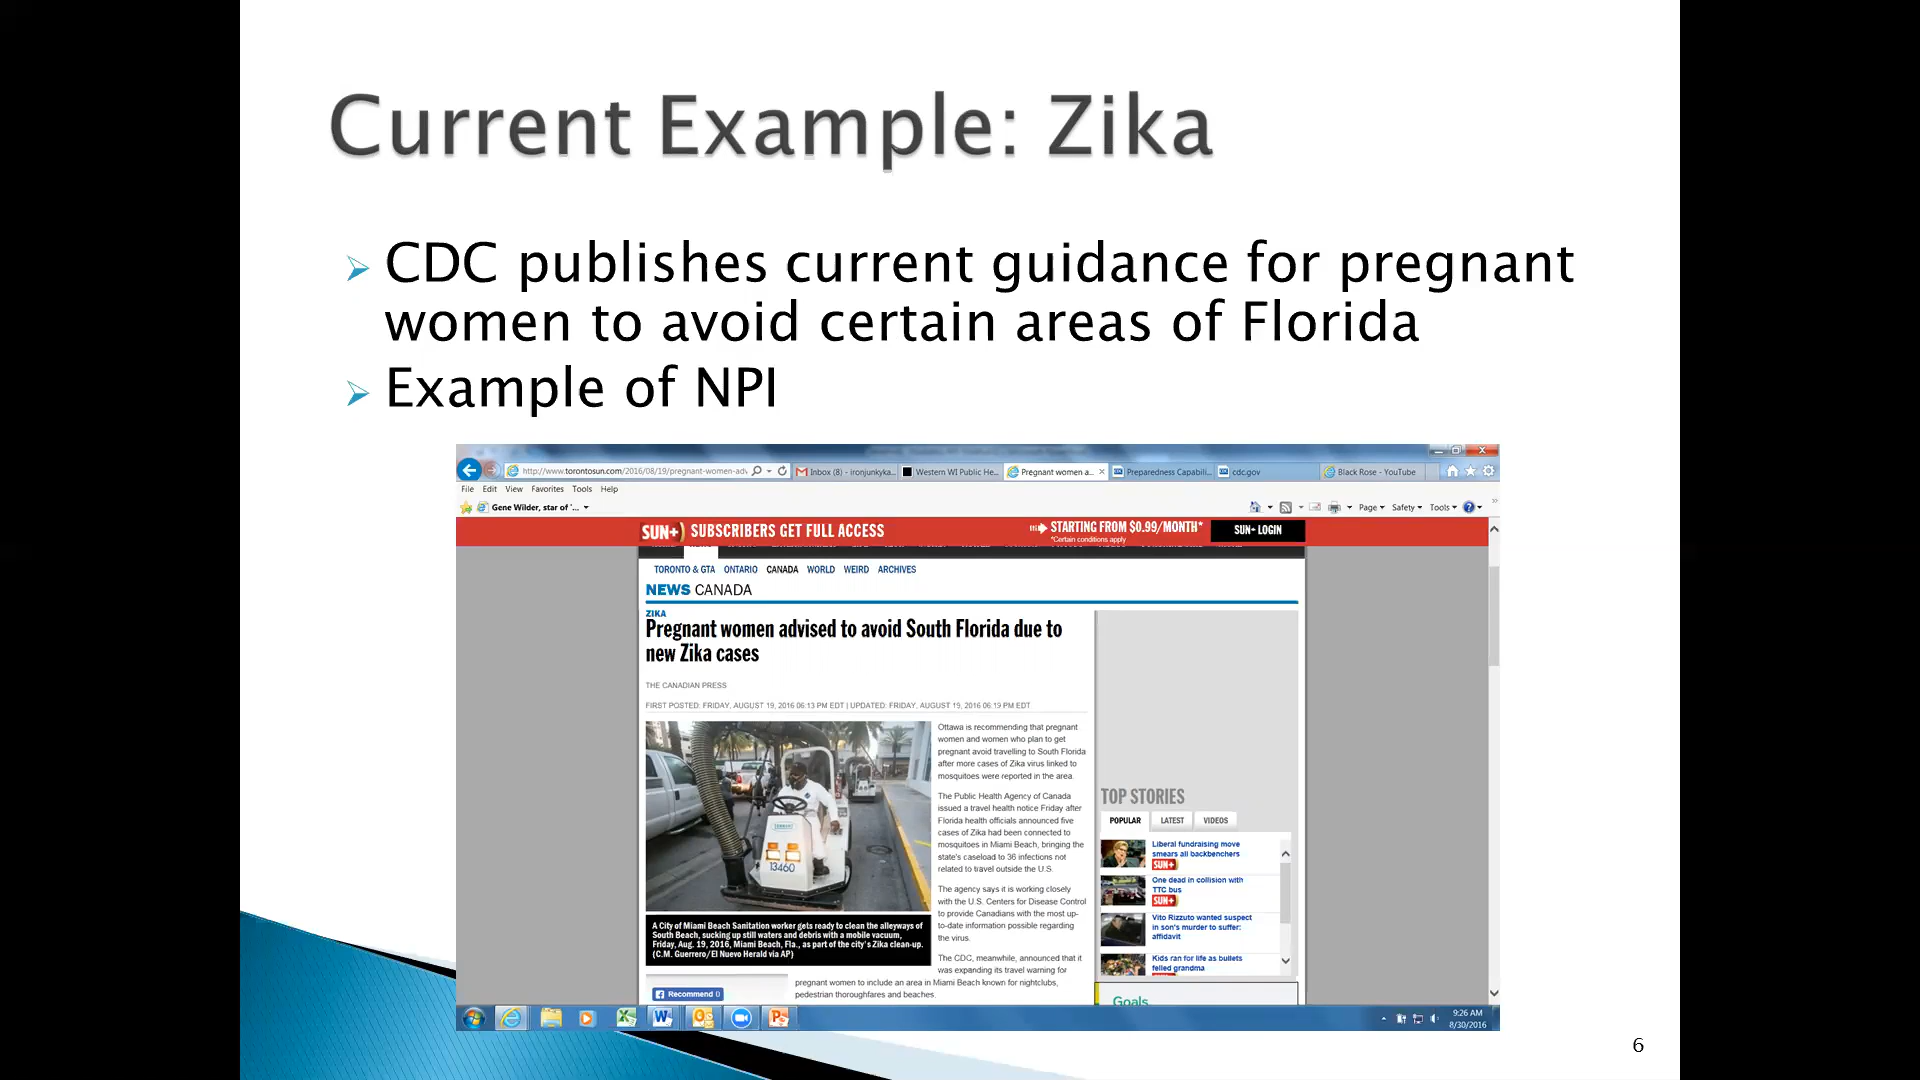 Current Example: Zika
CDC publishes current guidance for pregnant
women to avoid certain areas of Florida
Example of NPI
http://www.torontosun.com/2016/08/19/pregnant-women-adv
Inbox (8) - ironjunkyka...
Western WI Public He...
Pregnant women a...
Preparedness Capabili...
cdc.gov
Black Rose - YouTube
File Edit View Favorites Tools Help
Gene Wilder, star of '...
Page Safety Tools
SUN+ SUBSCRIBERS GET FULL ACCESS
STARTING FROM $0.99/MONTH*
*Certain conditions apply
SUN+ LOGIN
TORONTO & GTA ONTARIO CANADA WORLD WEIRD ARCHIVES
NEWS CANADA
ZIKA
Pregnant women advised to avoid South Florida due to
new Zika cases
THE CANADIAN PRESS
FIRST POSTED: FRIDAY, AUGUST 19, 2016 06:13 PM EDT | UPDATED: FRIDAY, AUGUST 19, 2016 06:19 PM EDT
13460
A City of Miami Beach Sanitation worker gets ready to clean the alleyways of
South Beach, sucking up still waters and debris with a mobile vacuum,
Friday, Aug. 19, 2016, Miami Beach, Fla., as part of the city's Zika clean-up.
(C.M. Guerrero/El Nuevo Herald via AP)
Recommend 0
Ottawa is recommending that pregnant
women and women who plan to get
pregnant avoid travelling to South Florida
after more cases of Zika virus linked to
mosquitoes were reported in the area.
The Public Health Agency of Canada
issued a travel health notice Friday after
Florida health officials announced five
cases of Zika had been connected to
mosquitoes in Miami Beach, bringing the
state's caseload to 36 infections not
related to travel outside the U.S.
The agency says it is working closely
with the U.S. Centers for Disease Control
to provide Canadians with the most up-
to-date information possible regarding
the virus.
The CDC, meanwhile, announced that it
was expanding its travel warning for
pregnant women to include an area in Miami Beach known for nightclubs,
pedestrian thoroughfares and beaches.
TOP STORIES
POPULAR LATEST VIDEOS
Liberal fundraising move
smears all backbenchers
SUN+
One dead in collision with
TTC bus
SUN+
Vito Rizzuto wanted suspect
in son's murder to suffer:
affidavit
Kids ran for life as bullets
felled grandma
Goals
9:26 AM
8/30/2016
6